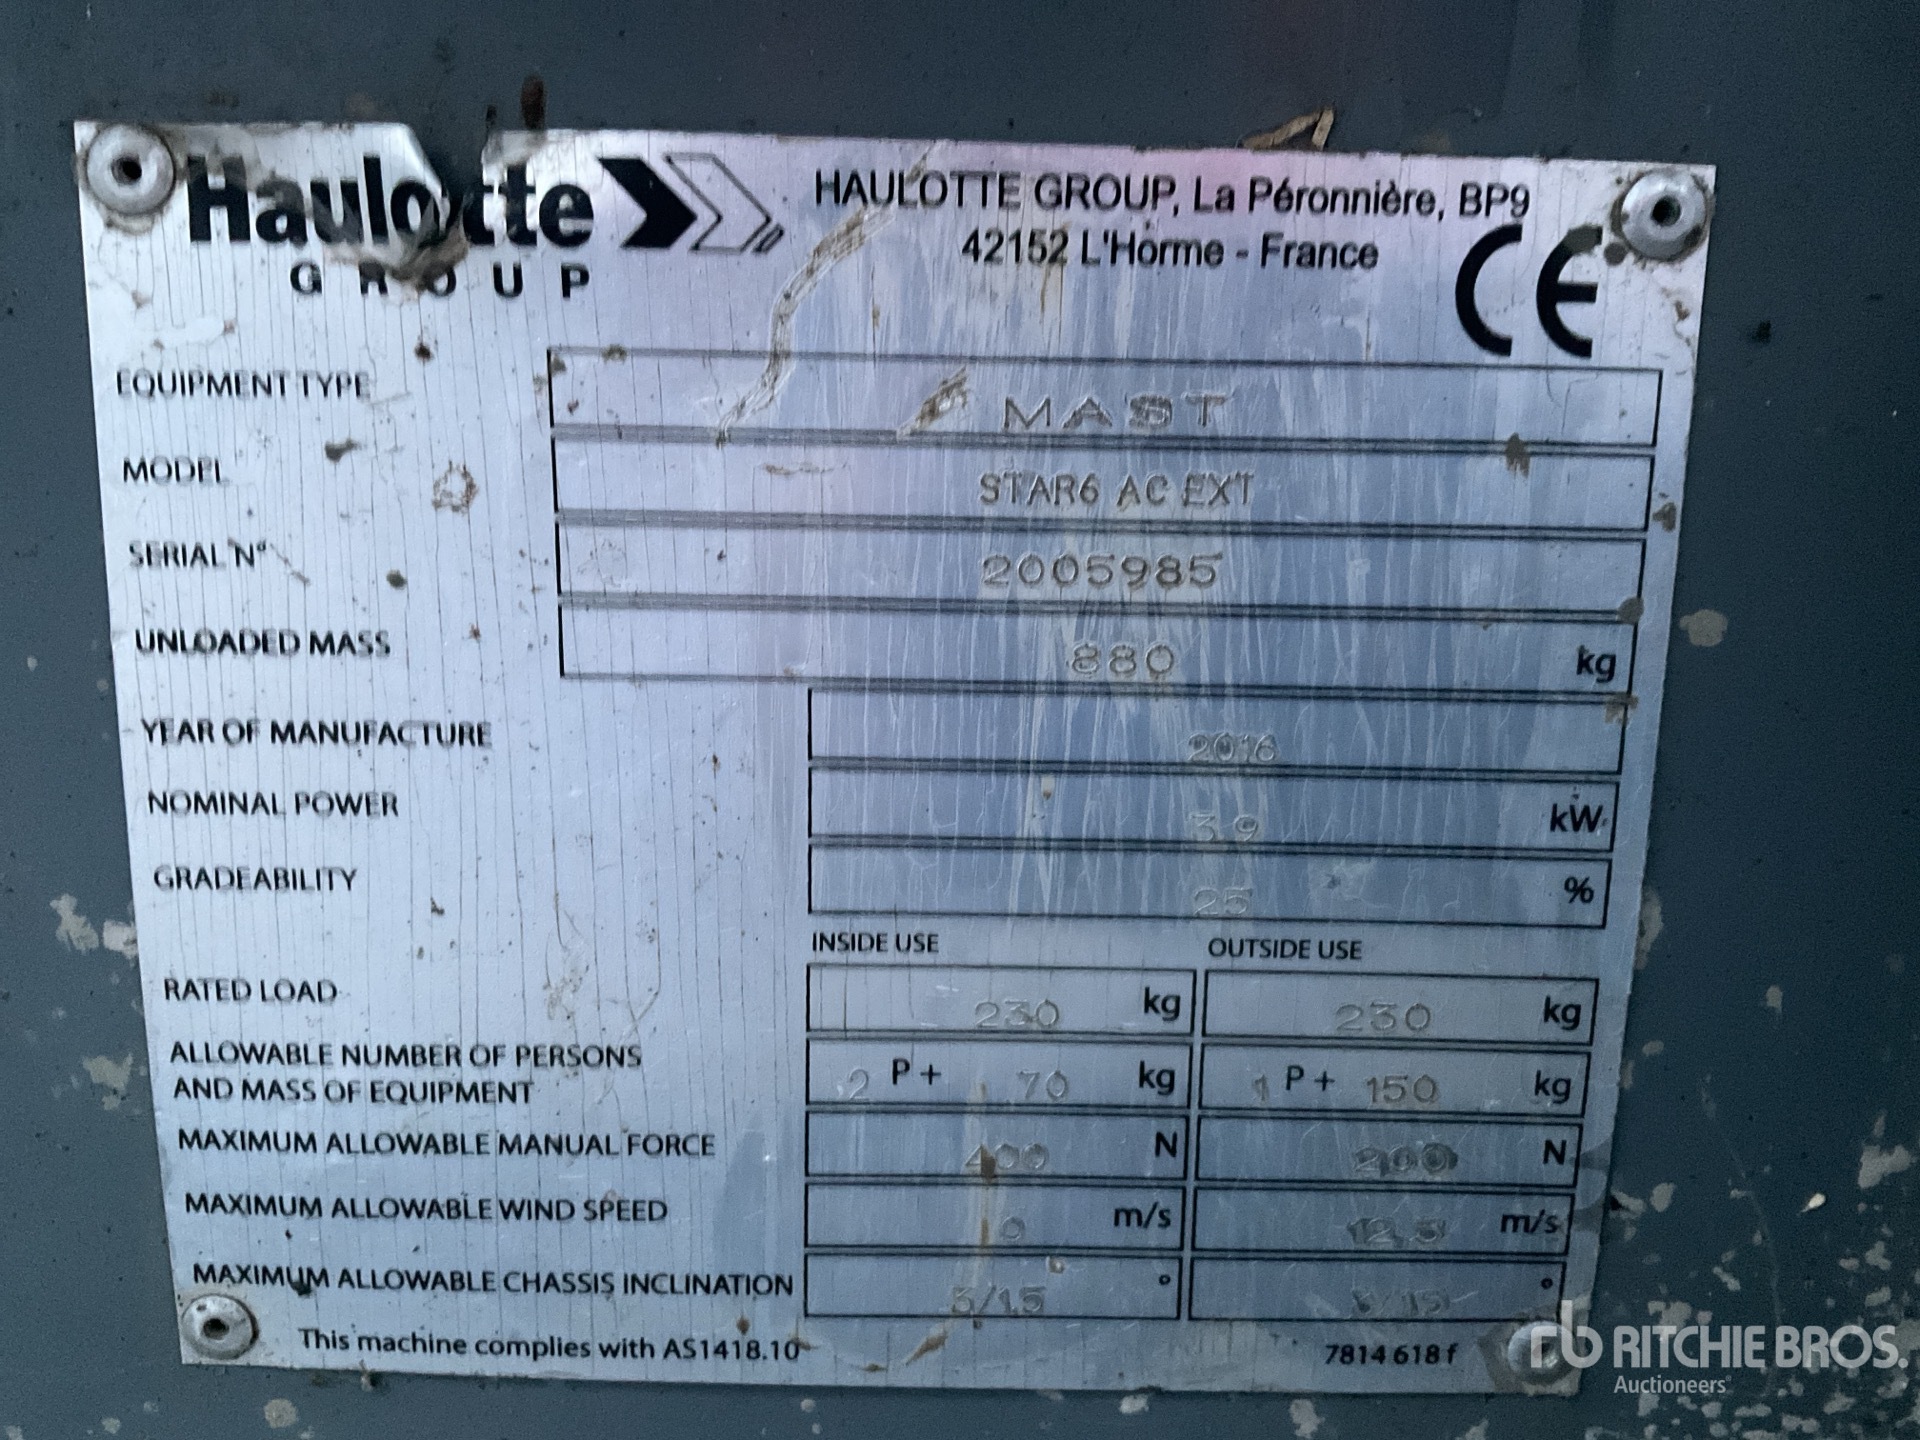 Haulotte
GROUP
HAULOTTE GROUP, La Péronnière, BP9
42152 L'Horme - France
CE
EQUIPMENT TYPE MAST
MODEL STAR6 AC EXT
SERIAL N° 2005985
UNLOADED MASS 880 kg
YEAR OF MANUFACTURE 2016
NOMINAL POWER 3.9 kW
GRADEABILITY 25 %
INSIDE USE OUTSIDE USE
RATED LOAD 230 kg 230 kg
ALLOWABLE NUMBER OF PERSONS
AND MASS OF EQUIPMENT 2 P + 70 kg 1 P + 150 kg
MAXIMUM ALLOWABLE MANUAL FORCE 400 N 200 N
MAXIMUM ALLOWABLE WIND SPEED 0 m/s 12.5 m/s
MAXIMUM ALLOWABLE CHASSIS INCLINATION 3/1.5 ° °
This machine complies with AS1418.10 7814 618 f
rb RITCHIE BROS.
Auctioneers